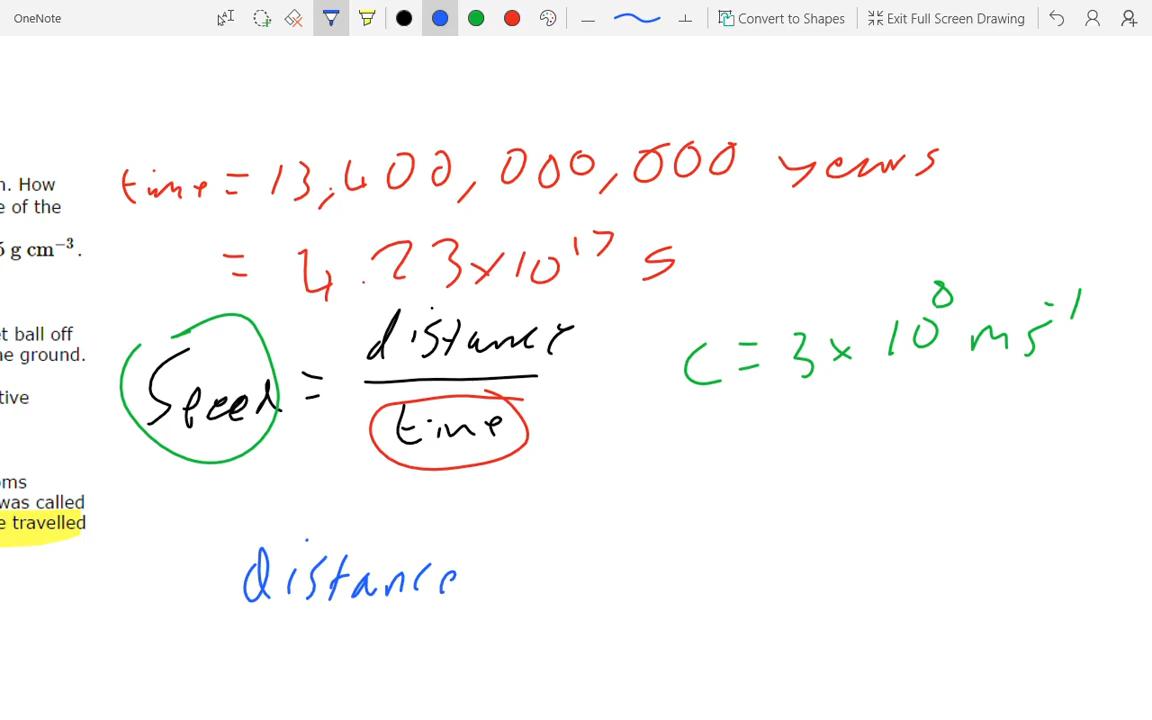 OneNote
Convert to Shapes
Exit Full Screen Drawing
n. How
e of the
5 g cm⁻³.
t ball off
ne ground.
tive
oms
was called
e travelled
time = 13,400,000,000 years
= 4.23×10¹⁷ s
Speed = distance
time
c = 3 × 10⁸ ms⁻¹
distance